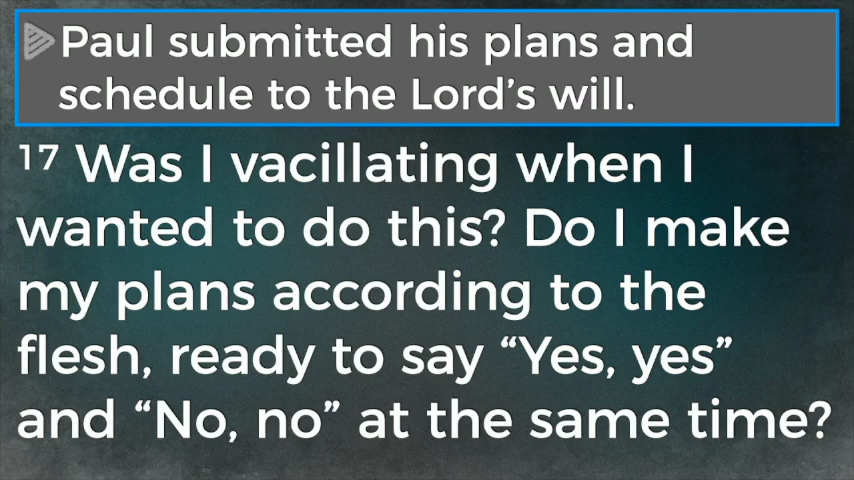 Paul submitted his plans and
schedule to the Lord’s will.
17 Was I vacillating when I
wanted to do this? Do I make
my plans according to the
flesh, ready to say “Yes, yes”
and “No, no” at the same time?